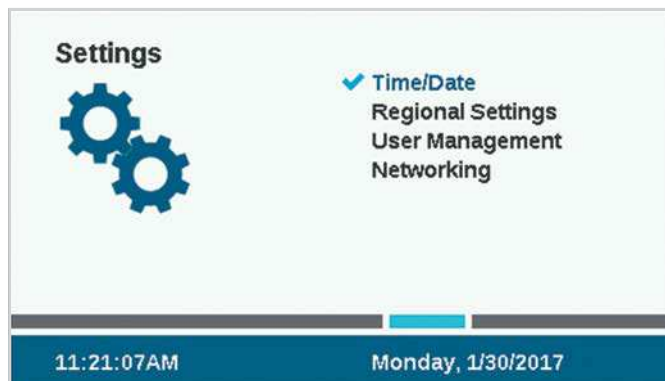 Settings
Time/Date
Regional Settings
User Management
Networking
11:21:07AM
Monday, 1/30/2017